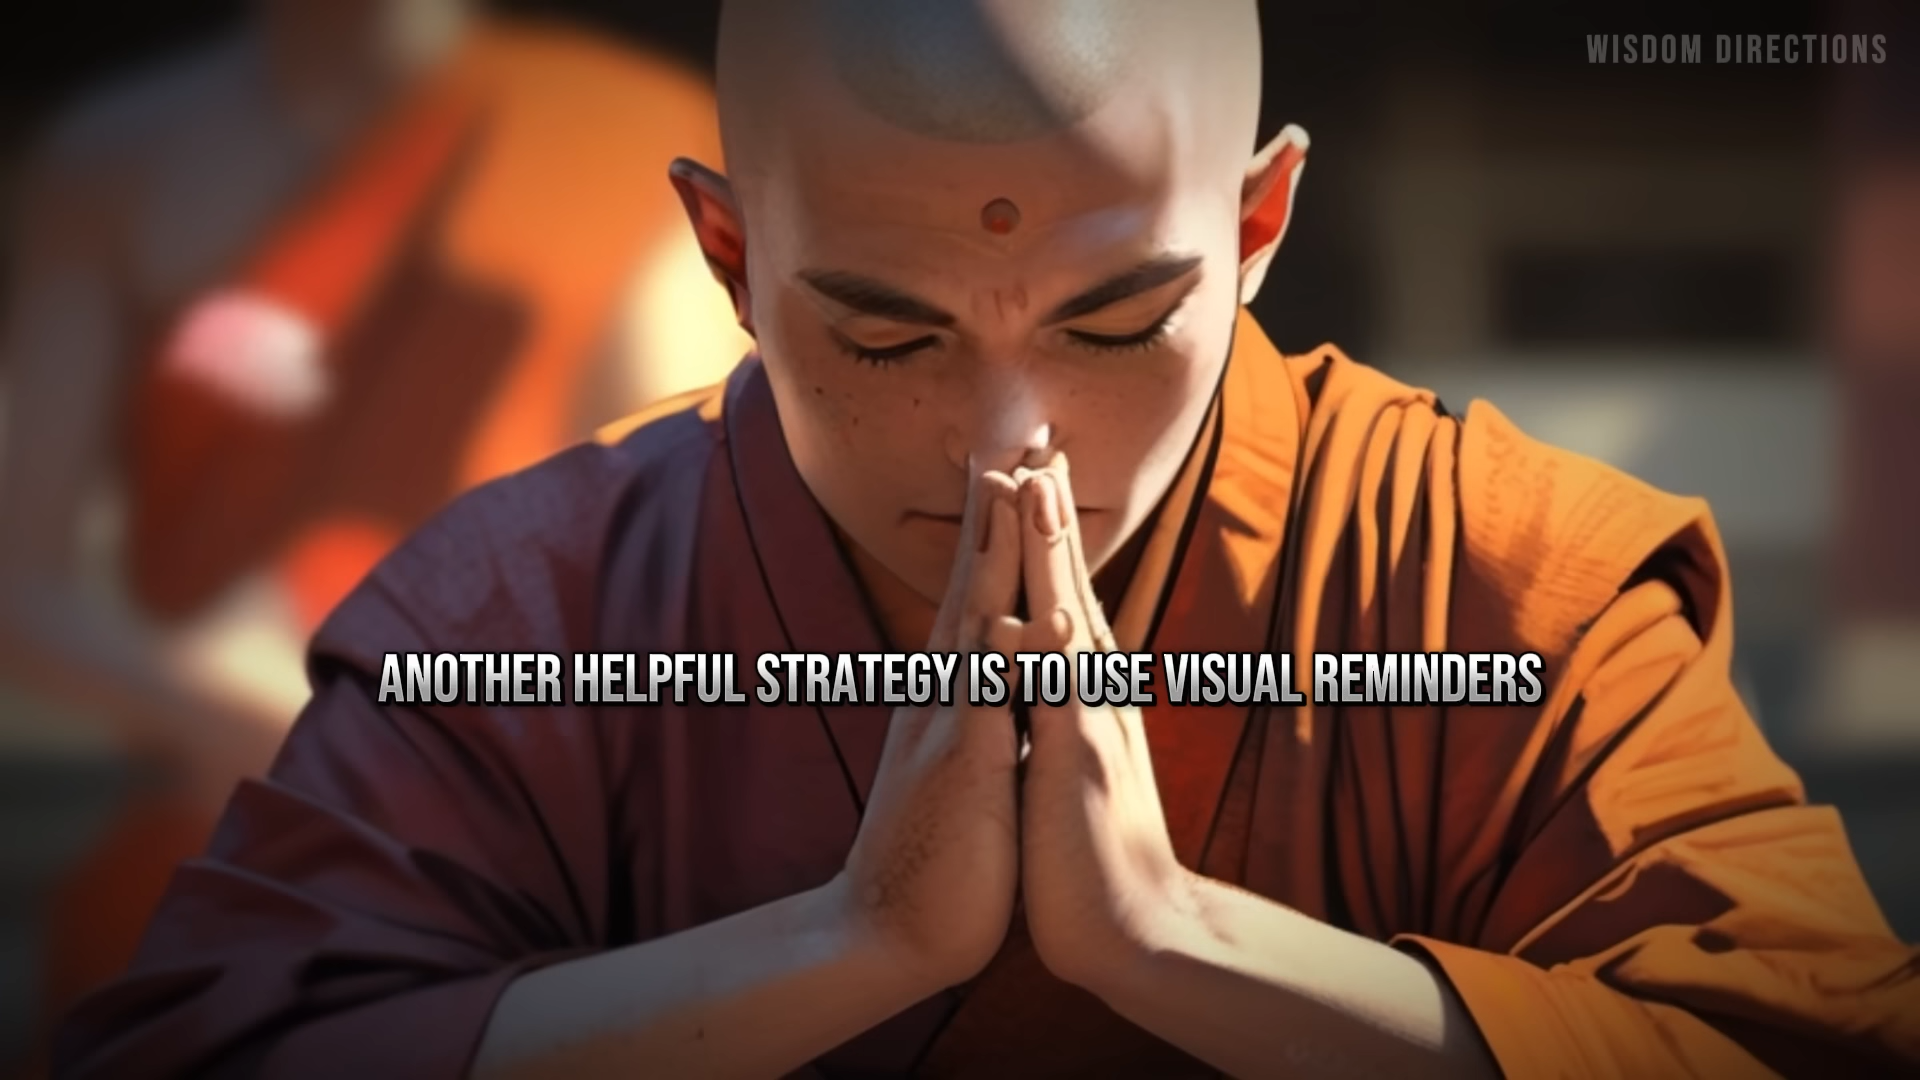 WISDOM DIRECTIONS
ANOTHER HELPFUL STRATEGY IS TO USE VISUAL REMINDERS